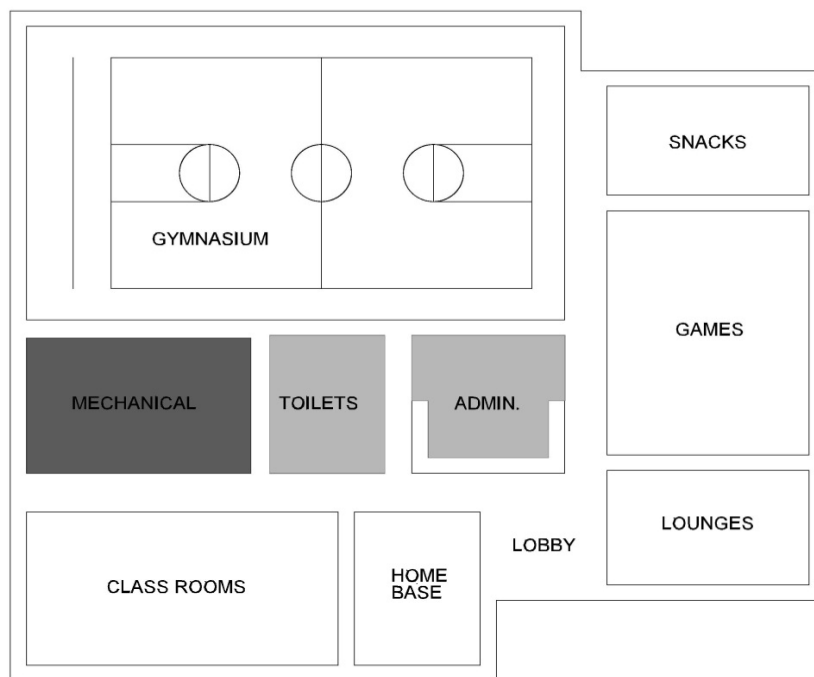 SNACKS
GYMNASIUM
GAMES
MECHANICAL
TOILETS
ADMIN.
LOUNGES
LOBBY
CLASS ROOMS
HOME
BASE